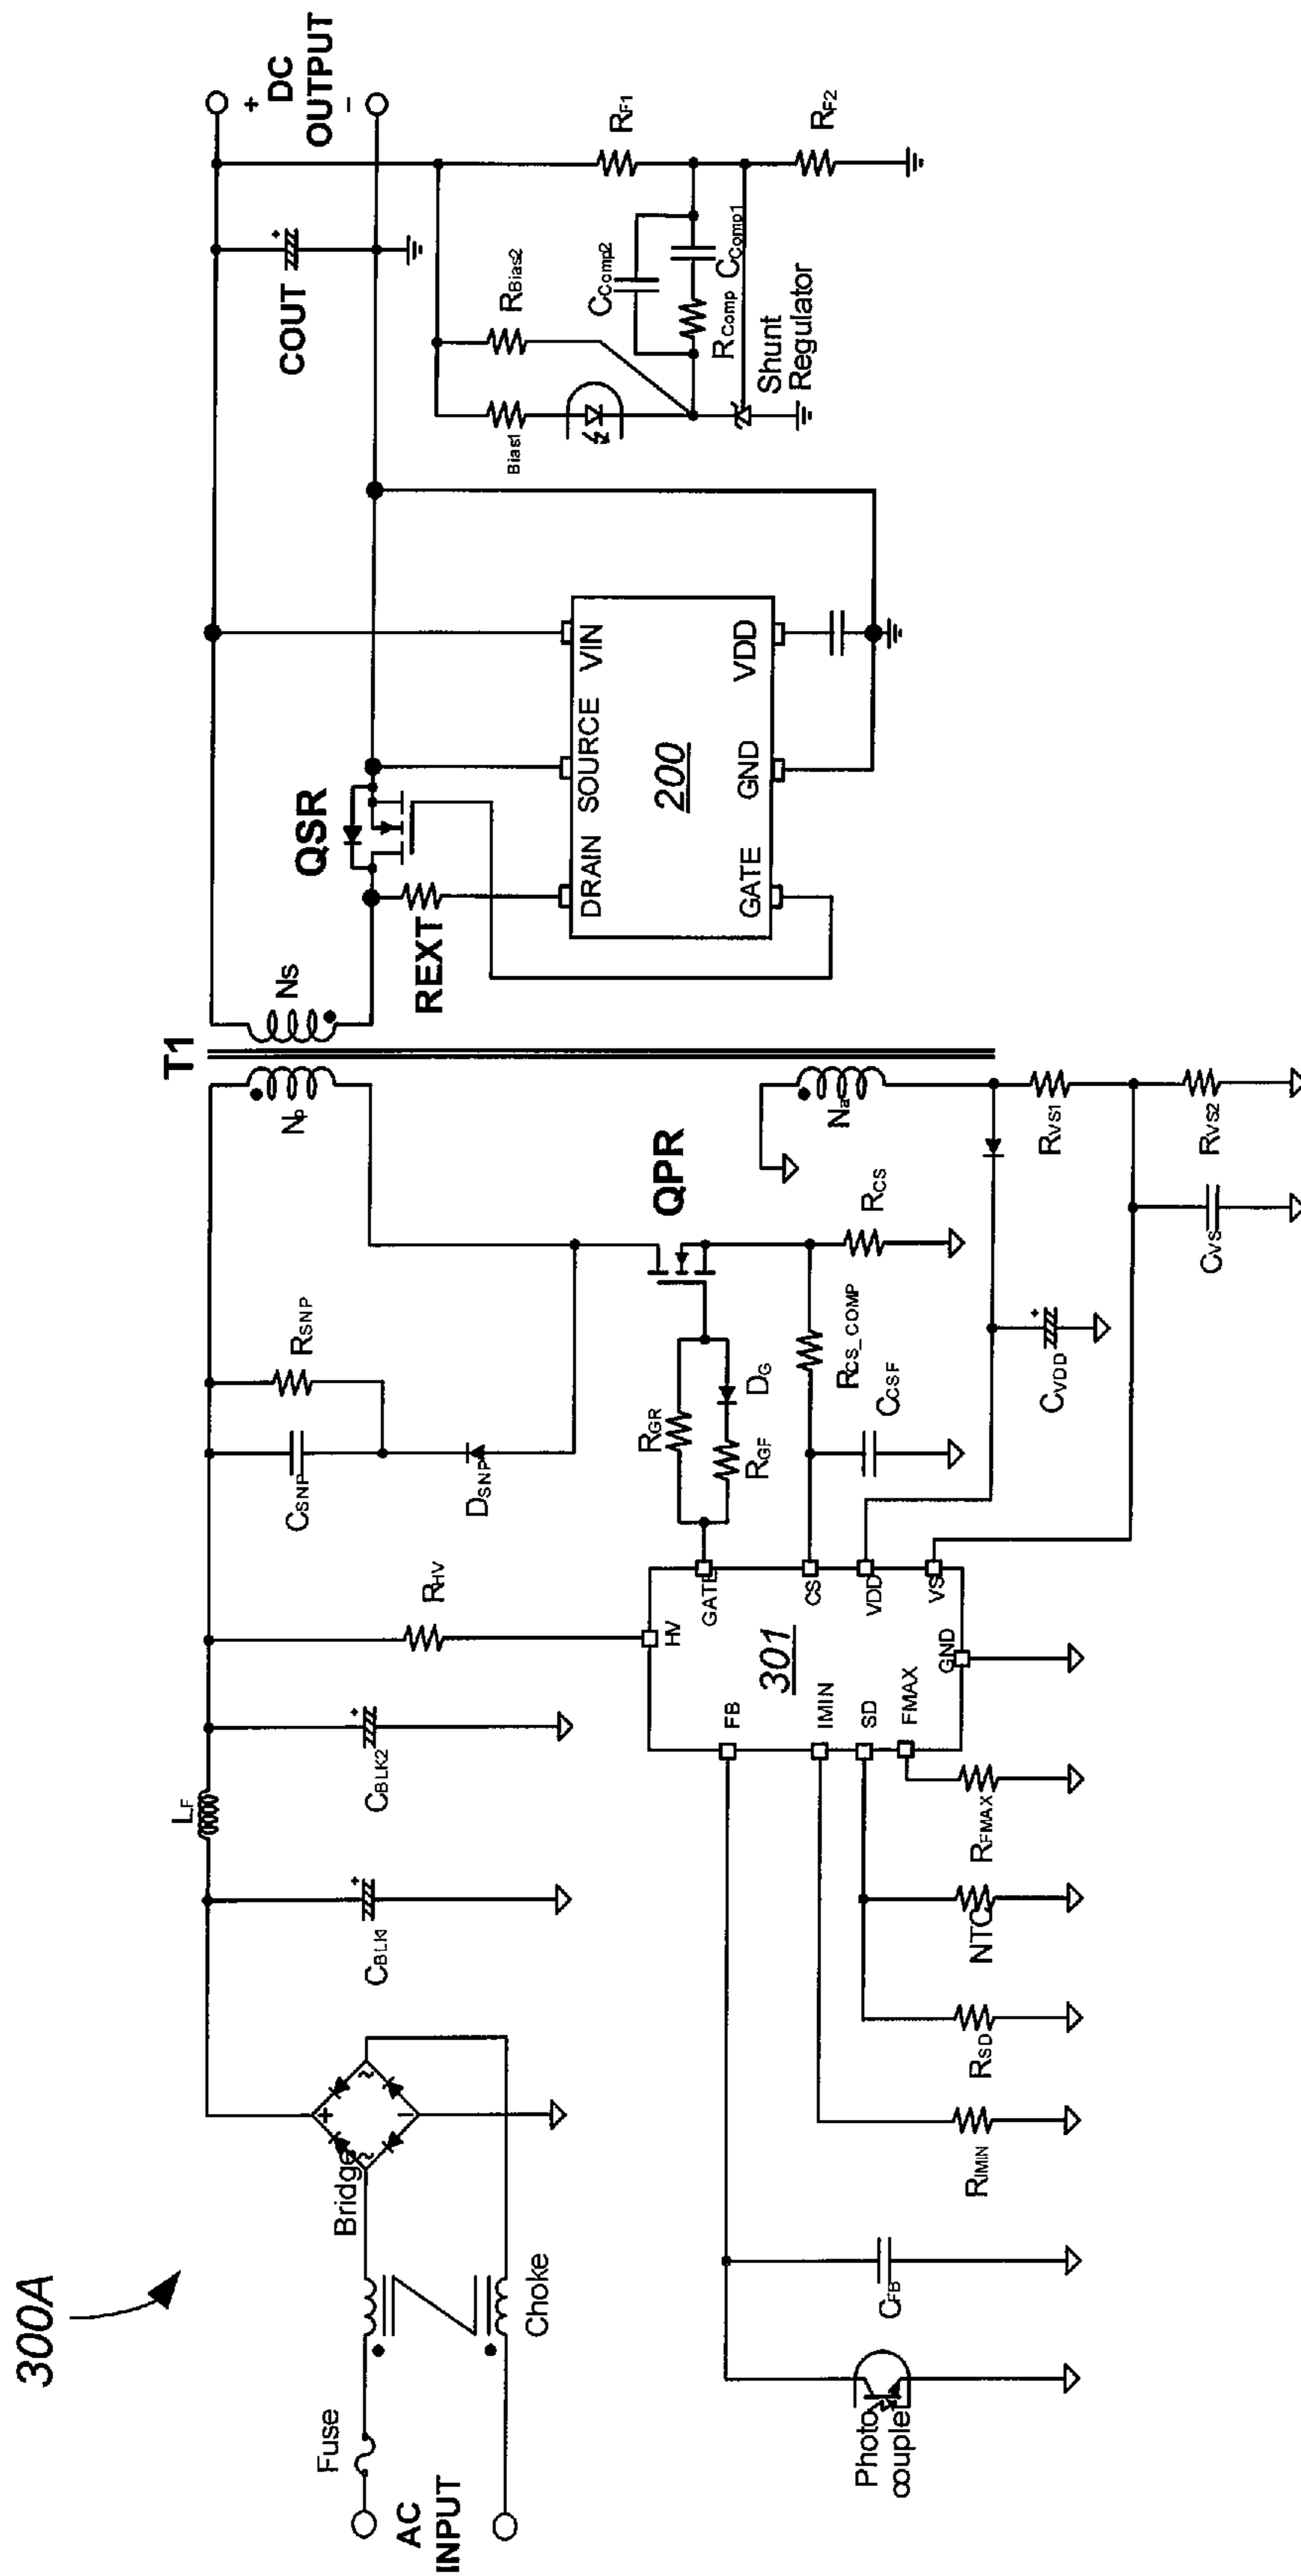 300A
AC
INPUT
Fuse
Choke
Bridge
+
~
~
−
CBLK1
+
LF
CBLK2
+
RHV
CSNP
RSNP
DSNP
T1
Np
Ns
Na
QPR
RGR
RGF
DG
RCS_COMP
RCS
CCSF
CVDD
+
RVS1
RVS2
CVS
301
HV
GATE
CS
VDD
VS
GND
FB
IMIN
SD
FMAX
RFMAX
NTC
RSD
RIMIN
CFB
Photo
coupler
QSR
REXT
200
DRAIN
SOURCE
VIN
GATE
GND
VDD
COUT
+
+
DC
OUTPUT
−
Bias1
RBias2
CComp2
RComp
CComp1
Shunt
Regulator
RF1
RF2